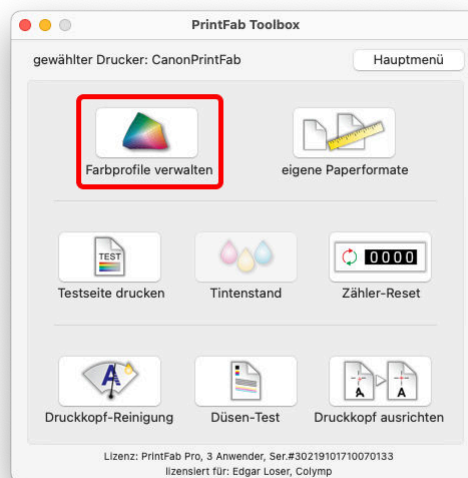 PrintFab Toolbox
gewählter Drucker: CanonPrintFab
Hauptmenü
Farbprofile verwalten
eigene Paperformate
TEST
0000
Testseite drucken
Tintenstand
Zähler-Reset
A
A
A
Druckkopf-Reinigung
Düsen-Test
Druckkopf ausrichten
Lizenz: PrintFab Pro, 3 Anwender, Ser.#30219101710070133
lizensiert für: Edgar Loser, Colymp